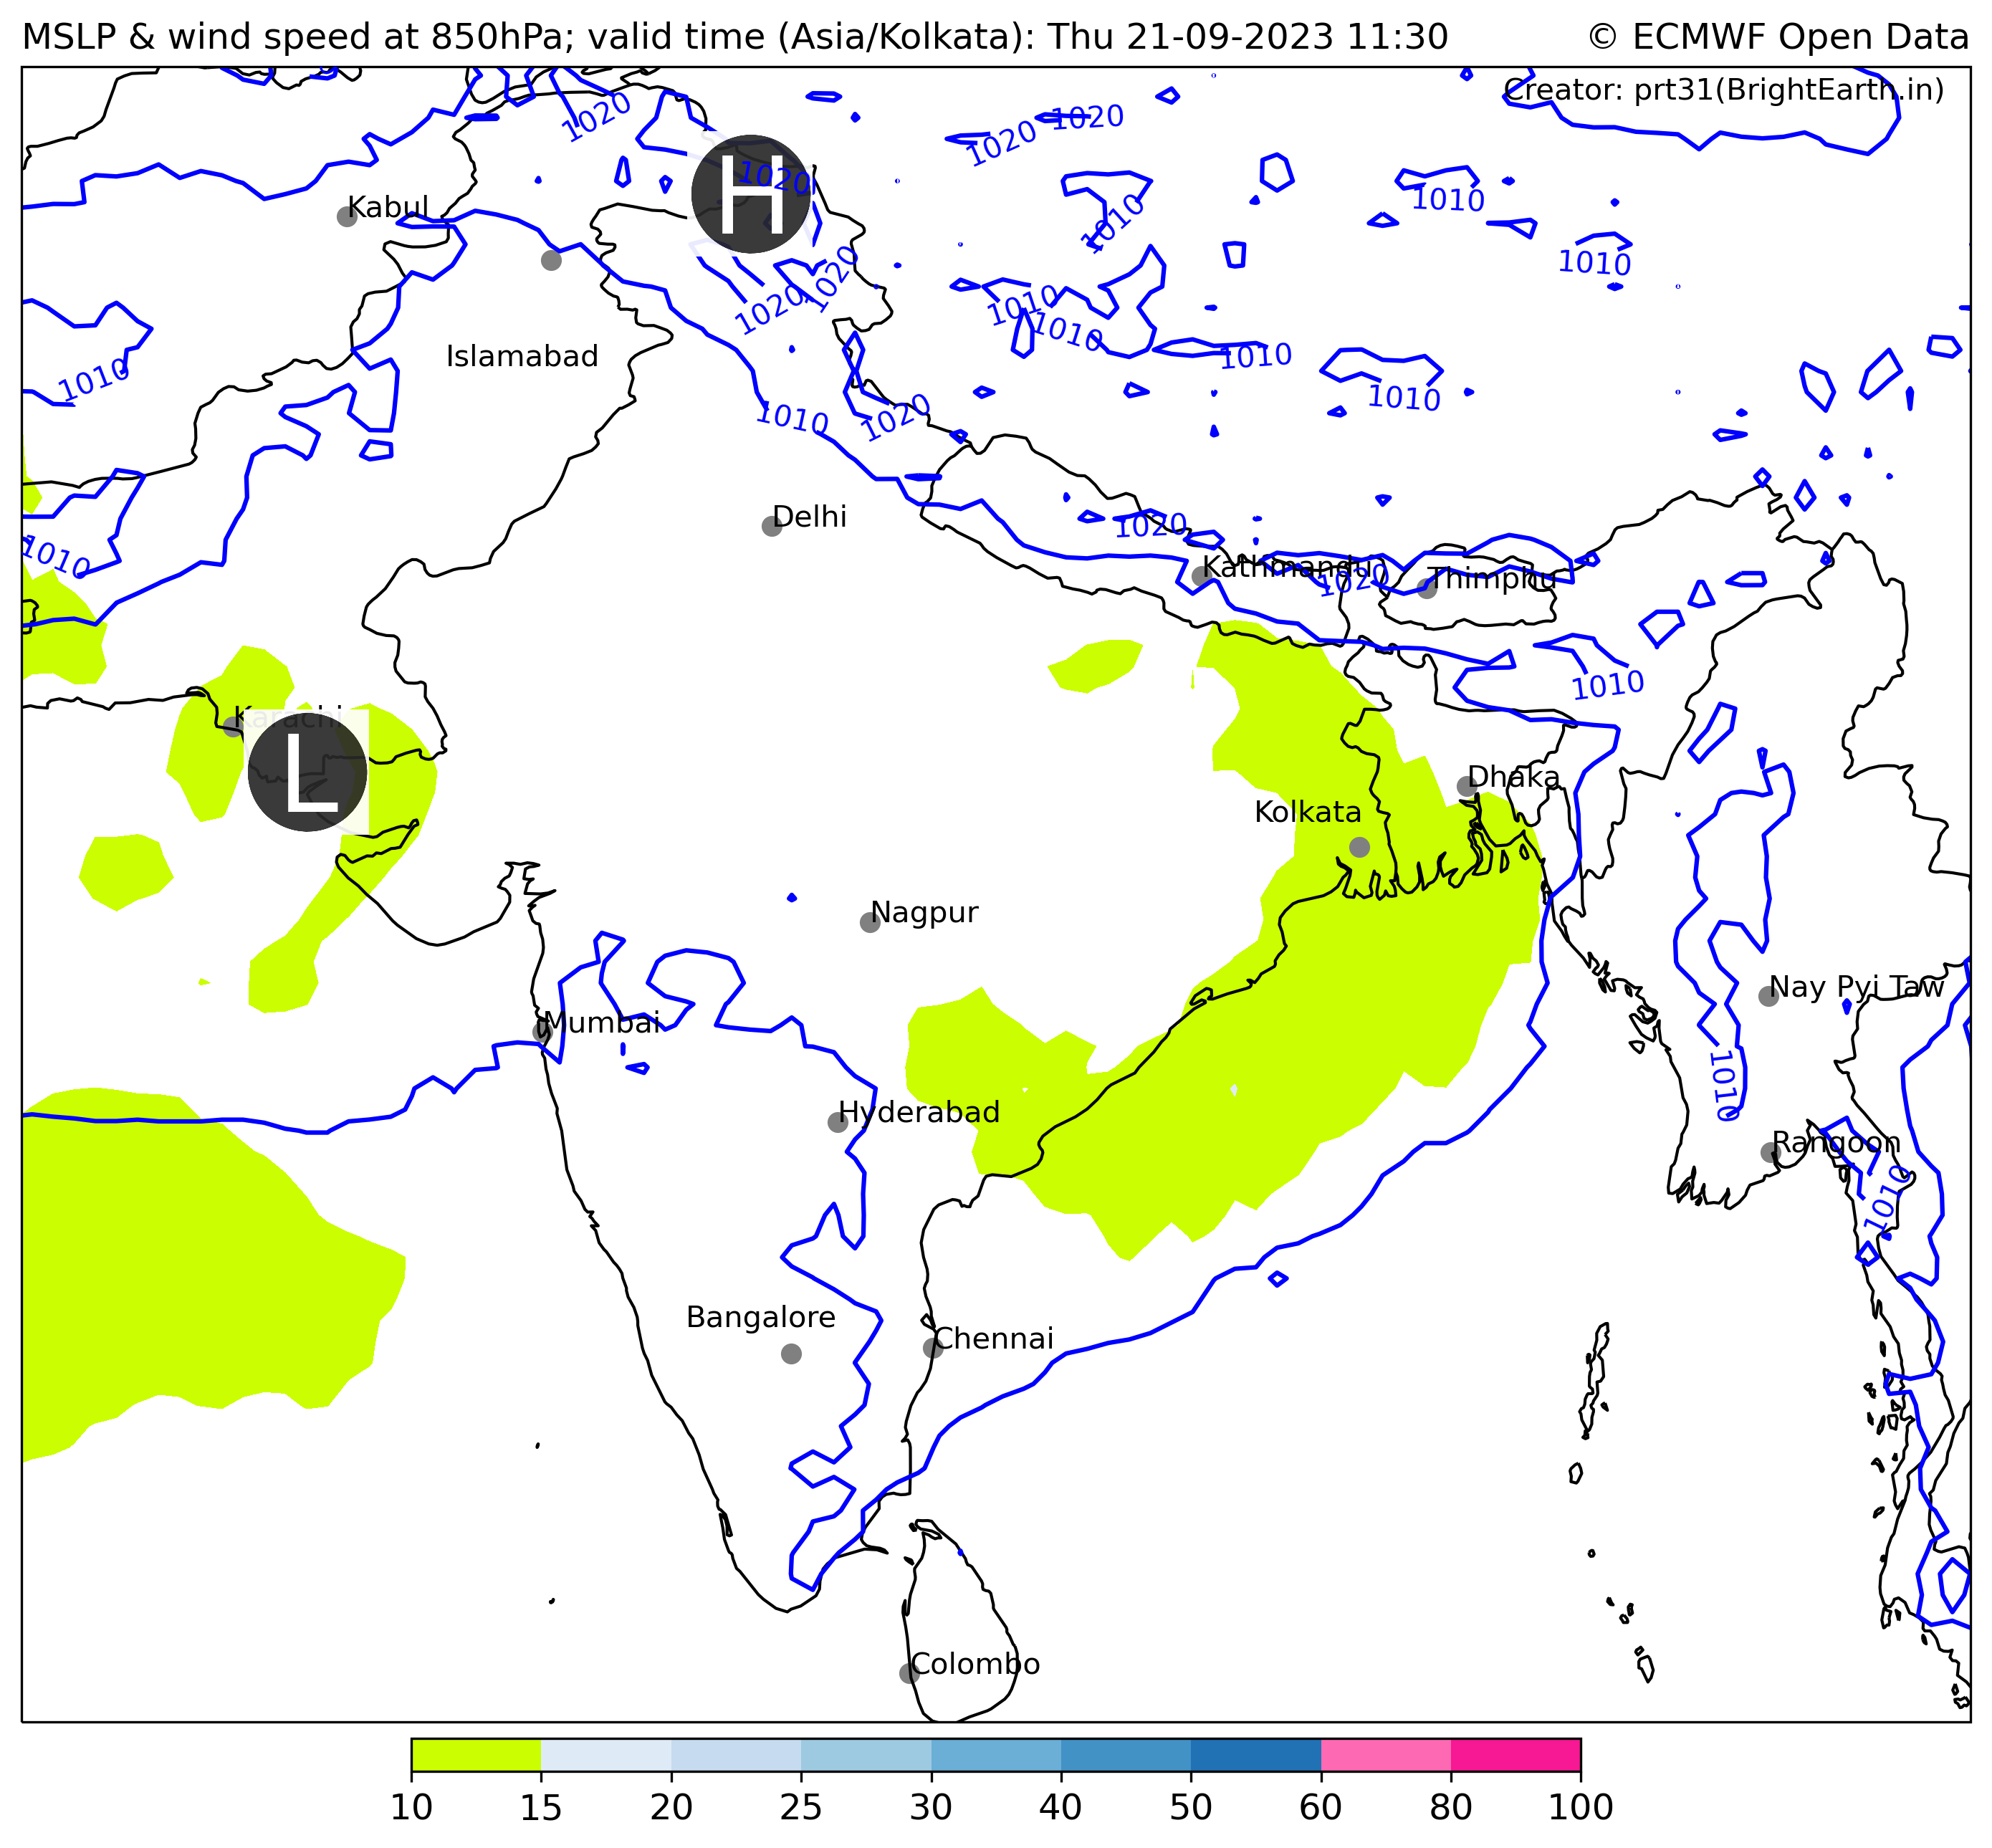 MSLP & wind speed at 850hPa; valid time (Asia/Kolkata): Thu 21-09-2023 11:30
© ECMWF Open Data
Creator: prt31(BrightEarth.in)
1020
1020
1020
H
1020
1010
1010
Kabul
1010
1010
1020
1020
1010
1010
1010
Islamabad
1010
1010
1010
1020
Delhi
1020
1010
Kathmandu
1020
Thimphu
1010
Karachi
L
Dhaka
Kolkata
Nagpur
Nay Pyi Taw
Mumbai
1010
Hyderabad
Rangoon
1010
Bangalore
Chennai
Colombo
10 15 20 25 30 40 50 60 80 100